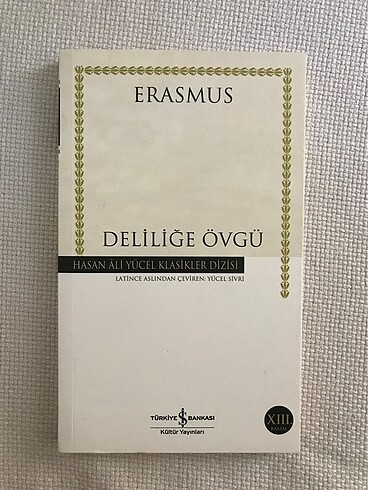 ERASMUS
DELİLİĞE ÖVGÜ
HASAN ÂLİ YÜCEL KLASİKLER DİZİSİ
LATİNCE ASLINDAN ÇEVİREN: YÜCEL SİVRİ
TÜRKİYE İŞ BANKASI
Kültür Yayınları
XIII.
BASIM